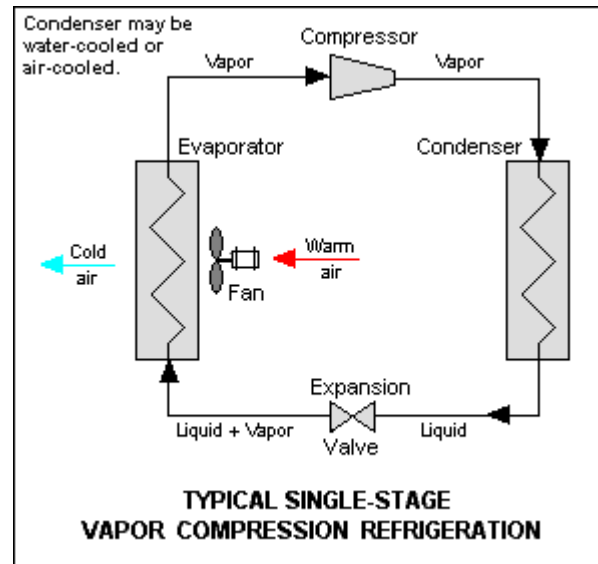 Condenser may be
water-cooled or
air-cooled.
Compressor
Vapor
Vapor
Evaporator
Condenser
Cold
air
Warm
air
Fan
Expansion
Valve
Liquid + Vapor
Liquid
TYPICAL SINGLE-STAGE
VAPOR COMPRESSION REFRIGERATION